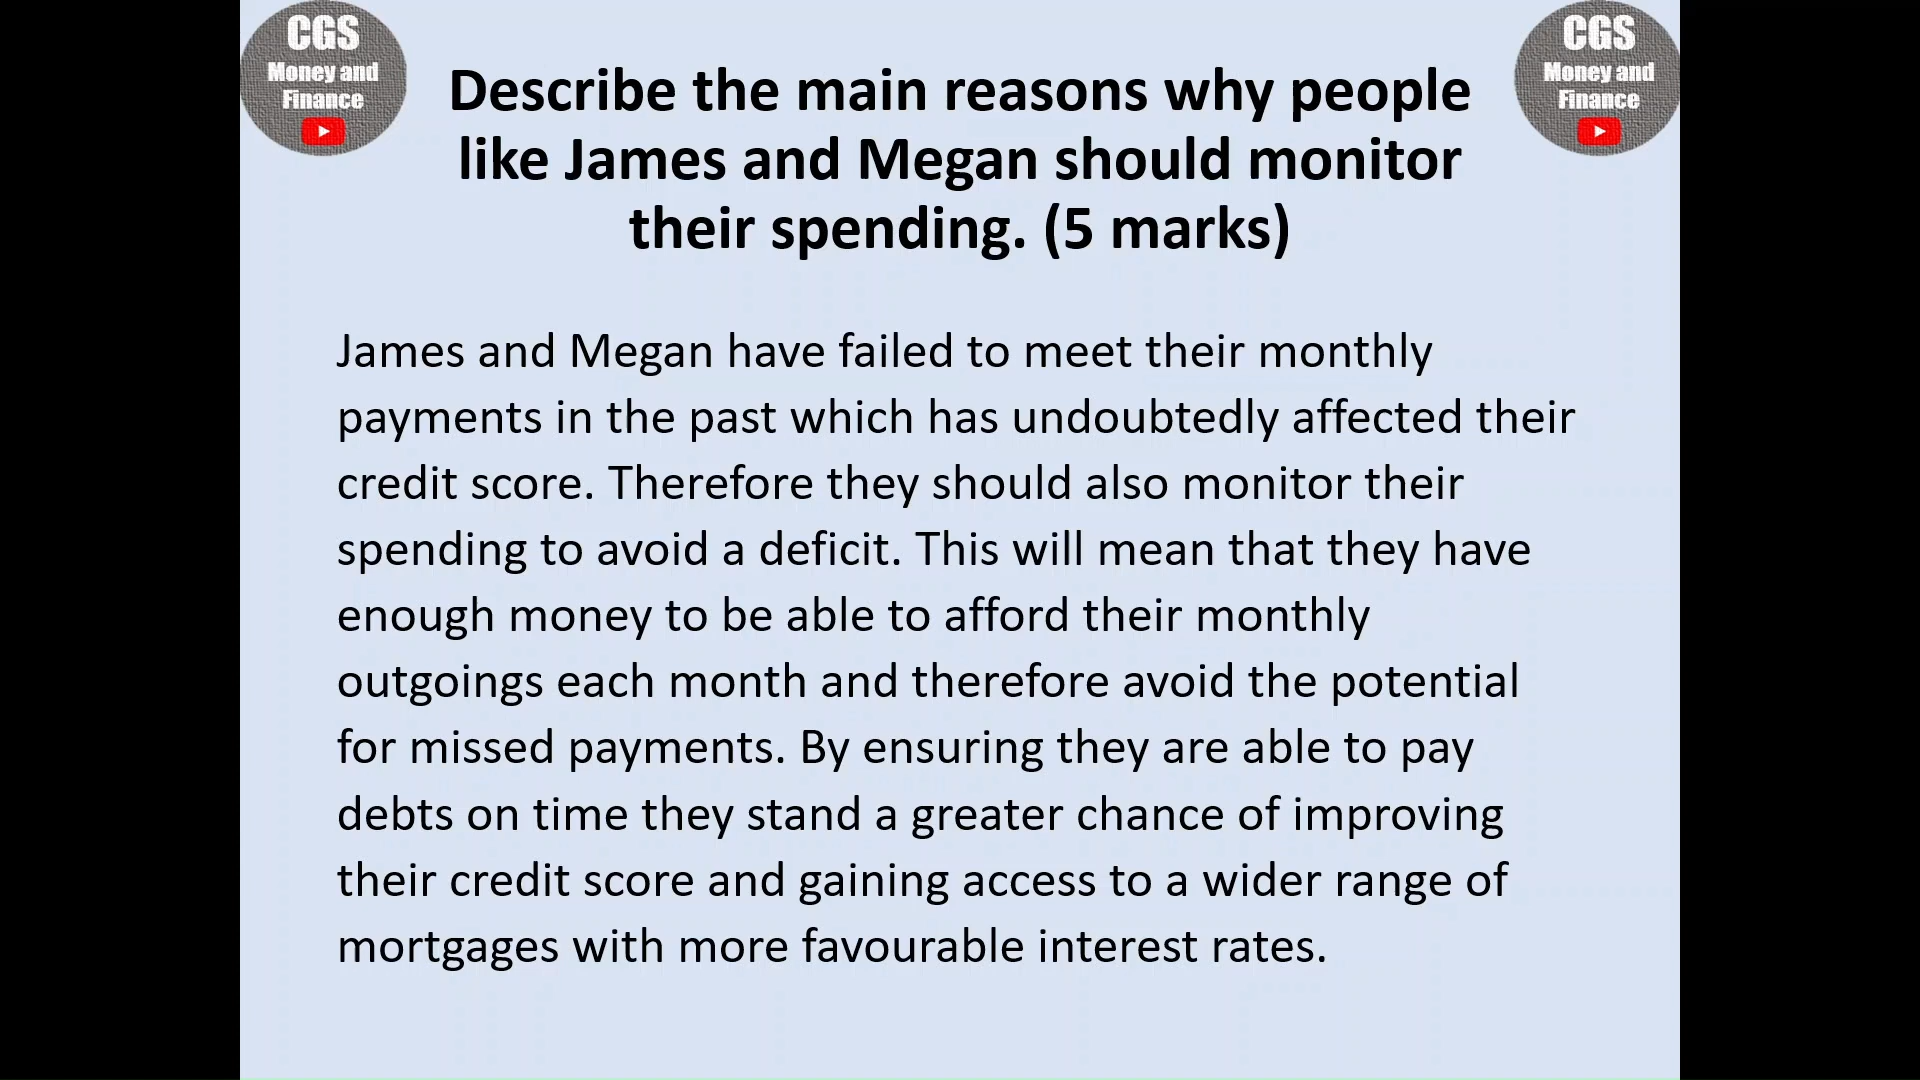 CGS
Money and
Finance
CGS
Money and
Finance
Describe the main reasons why people
like James and Megan should monitor
their spending. (5 marks)
James and Megan have failed to meet their monthly
payments in the past which has undoubtedly affected their
credit score. Therefore they should also monitor their
spending to avoid a deficit. This will mean that they have
enough money to be able to afford their monthly
outgoings each month and therefore avoid the potential
for missed payments. By ensuring they are able to pay
debts on time they stand a greater chance of improving
their credit score and gaining access to a wider range of
mortgages with more favourable interest rates.